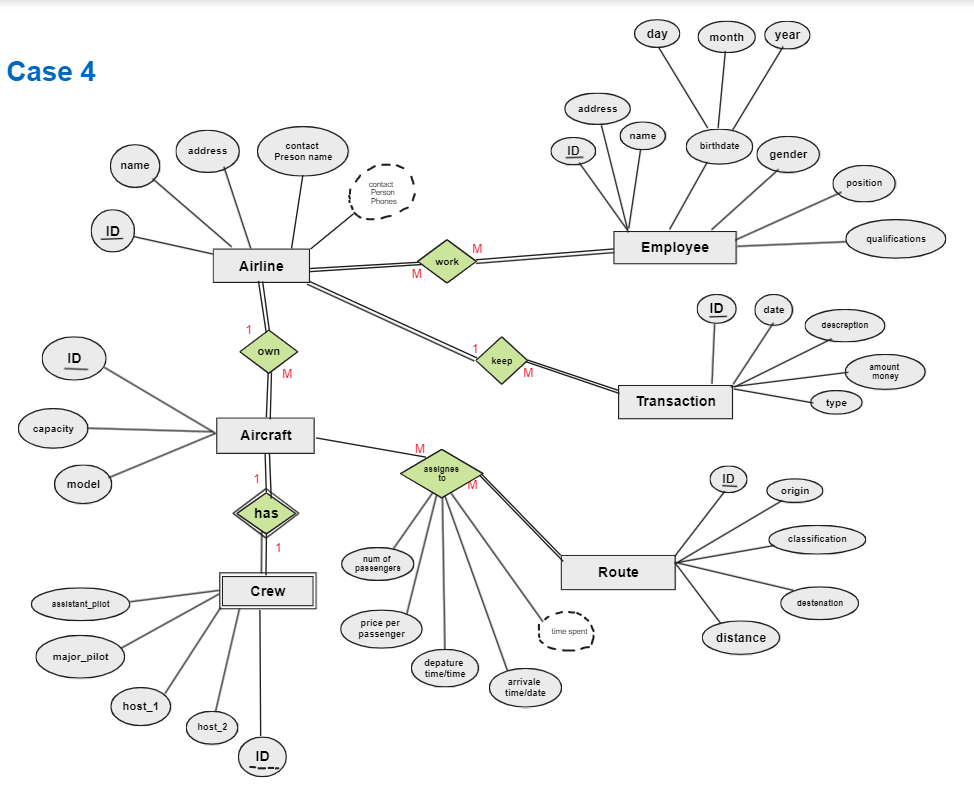 Case 4
day
month
year
address
name
ID
birthdate
gender
position
qualifications
Employee
name
address
contact
Preson name
contact
Person
Phones
ID
Airline
M
work
M
1
own
M
1
keep
M
ID
date
descreption
amount
money
type
Transaction
ID
capacity
model
Aircraft
M
assignes
to
M
1
has
1
Crew
assistant_pilot
major_pilot
host_1
host_2
ID
num of
passengers
price per
passenger
depature
time/time
arrivale
time/date
time spent
Route
ID
origin
classification
destenation
distance